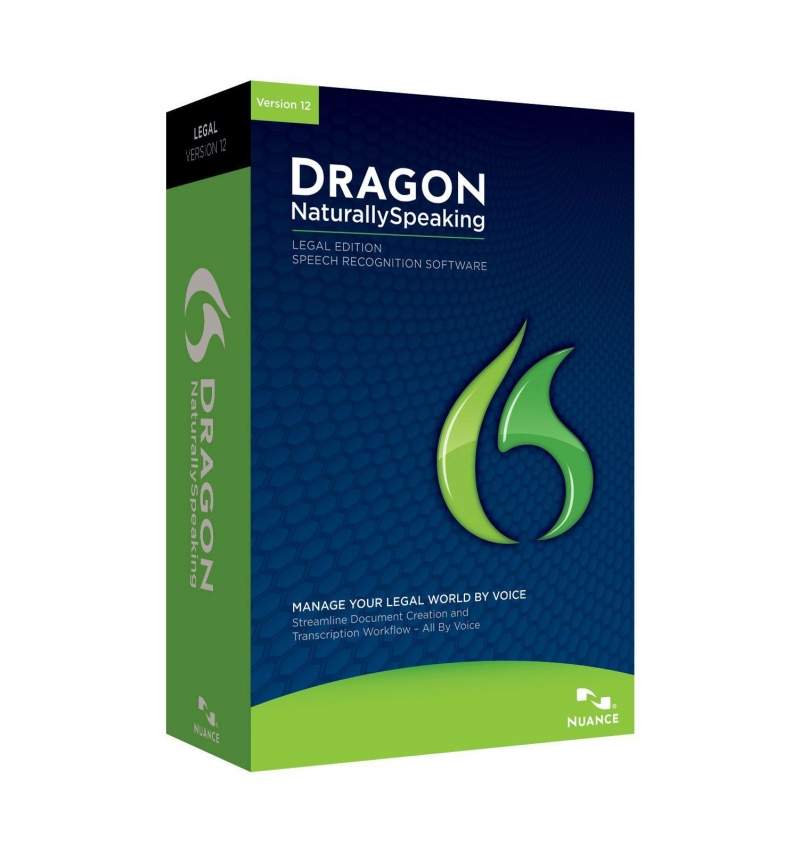 Version 12
LEGAL
VERSION 12
DRAGON
NaturallySpeaking
LEGAL EDITION
SPEECH RECOGNITION SOFTWARE
DRAGON
NaturallySpeaking
MANAGE YOUR LEGAL WORLD BY VOICE
Streamline Document Creation and
Transcription Workflow – All By Voice
NUANCE
NUANCE